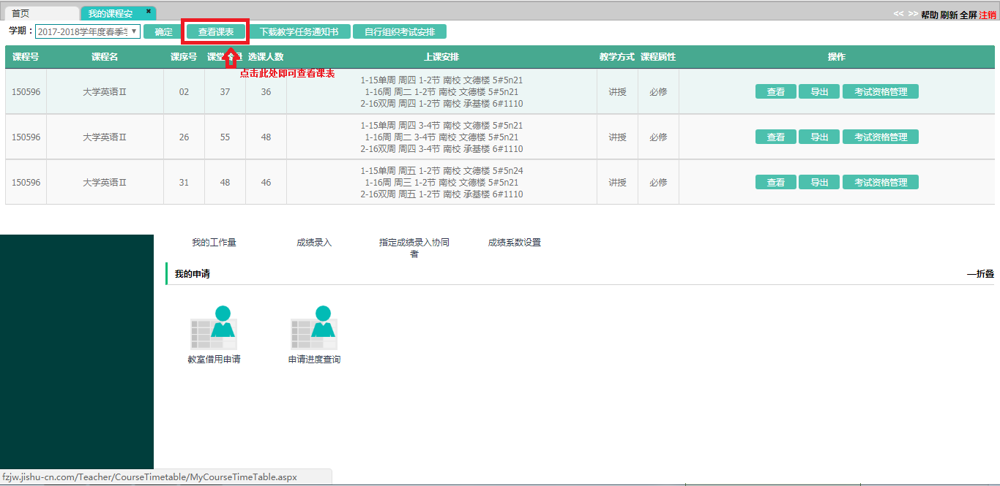 首页
我的课程安
<< >> 帮助 刷新 全屏 注销
学期： 2017-2018学年度春季 确定 查看课表 下载教学任务通知书 自行组织考试安排
课程号 课程名 课序号 课堂 选课人数 上课安排 教学方式 课程属性 操作
点击此处即可查看课表
1-15单周 周四 1-2节 南校 文德楼 5#5n21
150596 大学英语Ⅱ 02 37 36 1-16周 周二 1-2节 南校 文德楼 5#5n21 讲授 必修 查看 导出 考试资格管理
2-16双周 周四 1-2节 南校 承基楼 6#1110
1-15单周 周四 3-4节 南校 文德楼 5#5n21
150596 大学英语Ⅱ 26 55 48 1-16周 周二 3-4节 南校 文德楼 5#5n21 讲授 必修 查看 导出 考试资格管理
2-16双周 周四 3-4节 南校 承基楼 6#1110
1-15单周 周五 1-2节 南校 文德楼 5#5n24
150596 大学英语Ⅱ 31 48 46 1-16周 周三 1-2节 南校 文德楼 5#5n21 讲授 必修 查看 导出 考试资格管理
2-16双周 周五 1-2节 南校 承基楼 6#1110
我的工作量 成绩录入 指定成绩录入协同 成绩系数设置
者
我的申请 —折叠
教室借用申请 申请进度查询
fzjw.jishu-cn.com/Teacher/CourseTimetable/MyCourseTimeTable.aspx